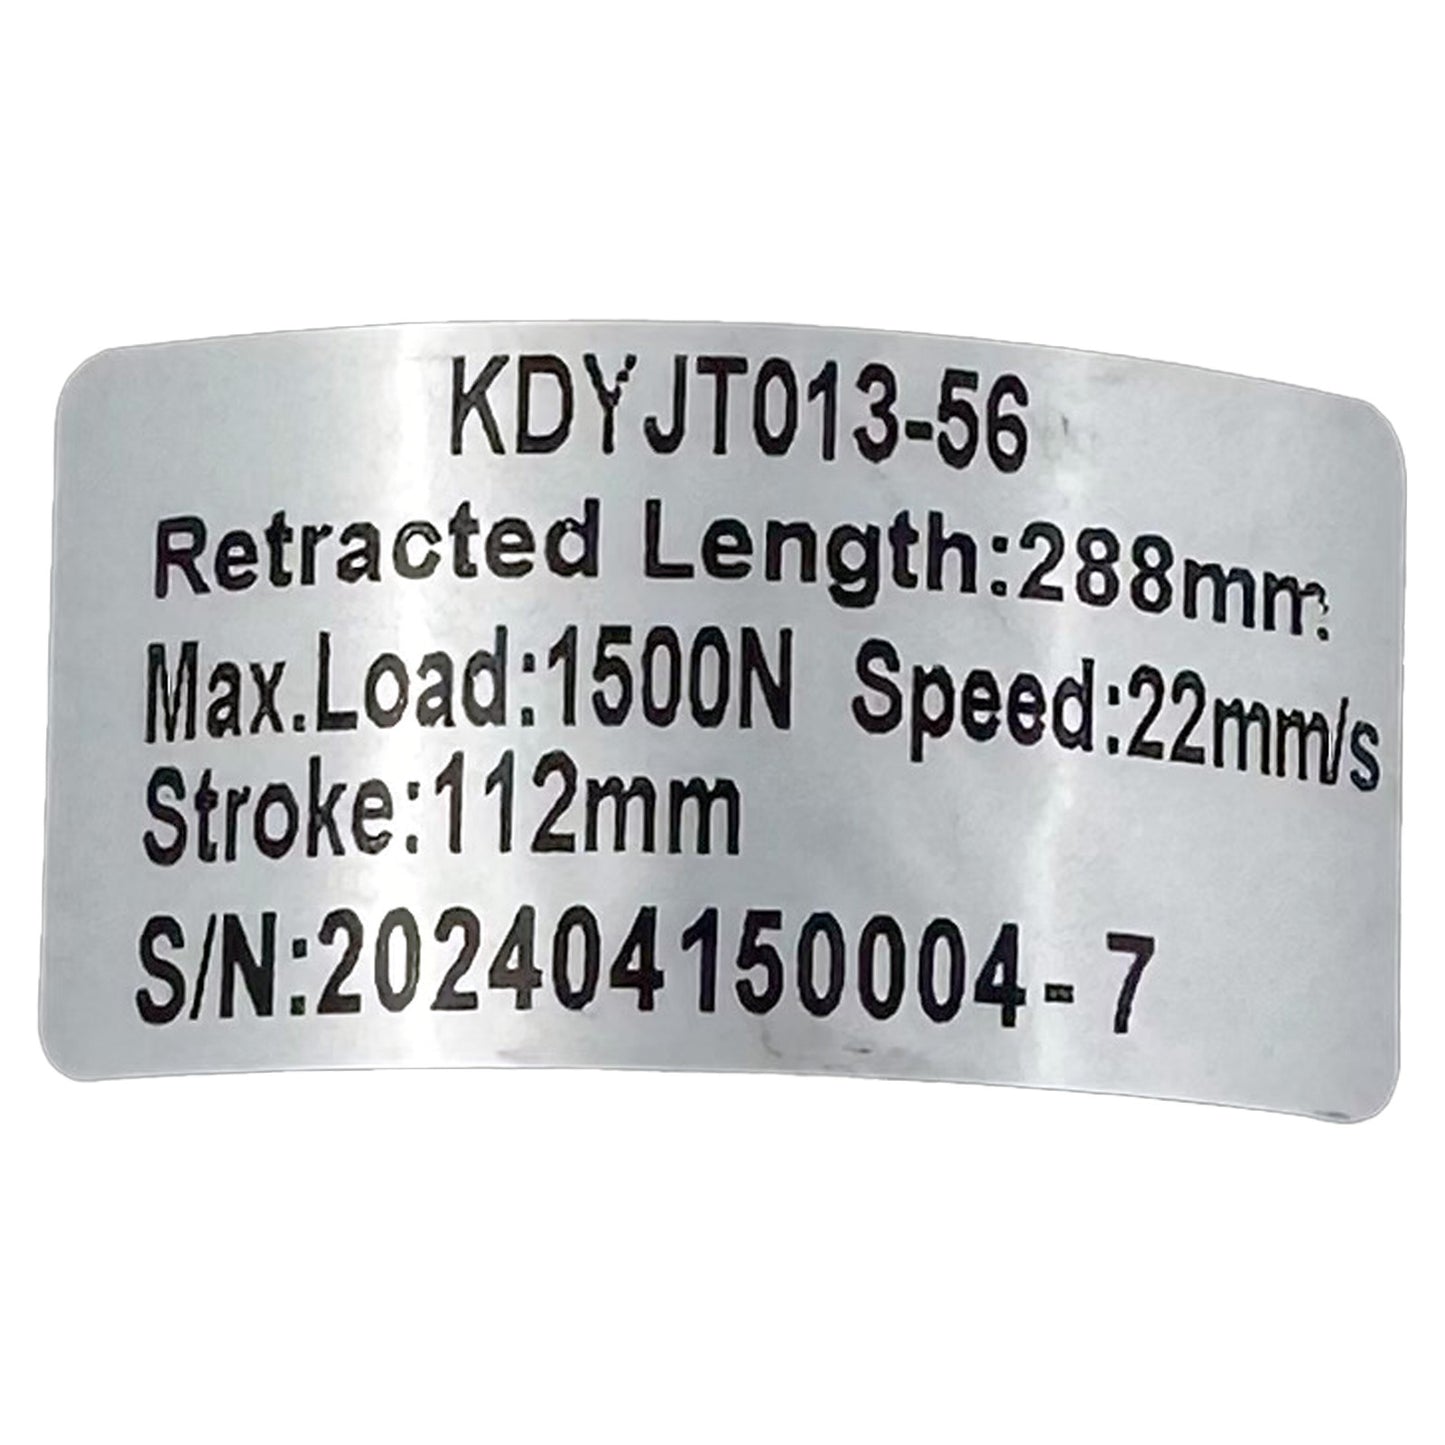 KDYJT013-56
Retracted Length:288mm
Max.Load:1500N Speed:22mm/s
Stroke:112mm
S/N:202404150004-7